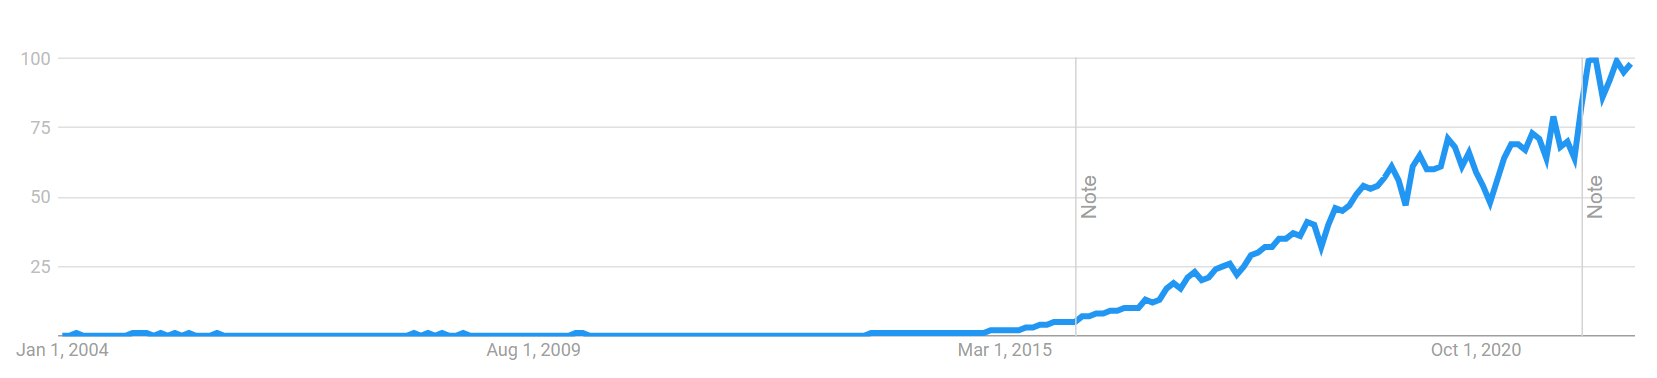 100
75
50
25
Note
Note
Jan 1, 2004
Aug 1, 2009
Mar 1, 2015
Oct 1, 2020